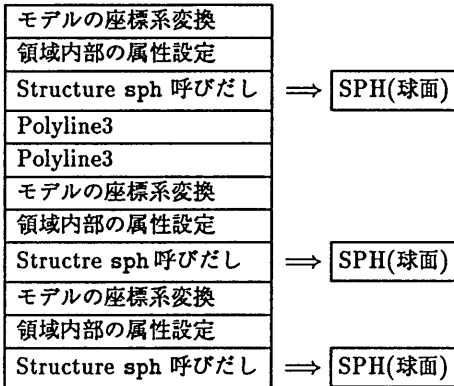 モデルの座標系変換
領域内部の属性設定
Structure sph 呼びだし ⟹ SPH(球面)
Polyline3
Polyline3
モデルの座標系変換
領域内部の属性設定
Structre sph 呼びだし ⟹ SPH(球面)
モデルの座標系変換
領域内部の属性設定
Structure sph 呼びだし ⟹ SPH(球面)